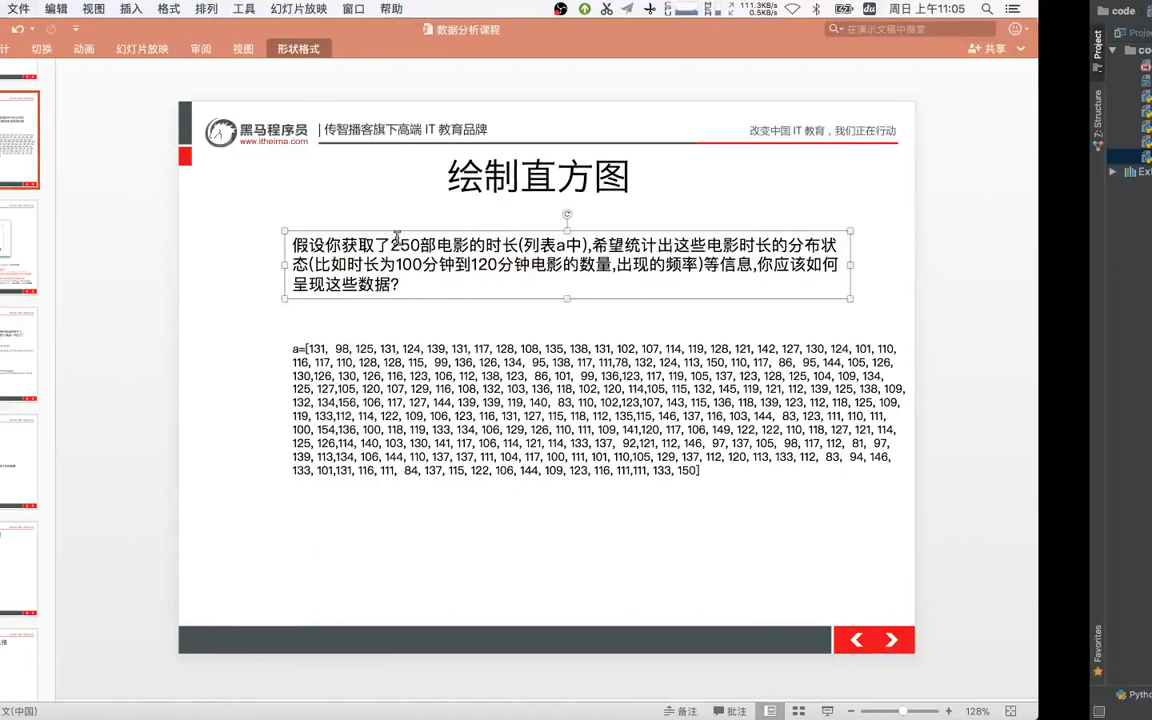 文件 编辑 视图 插入 格式 工具 排列 幻灯片放映 窗口 帮助 111.3KB/s 0.5KB/s 周日 上午11:05
数据分析课程
在演示文稿中搜索
切换 动画 幻灯片放映 审阅 视图 形状格式 共享
黑马程序员 | 传智播客旗下高端 IT 教育品牌
www.itheima.com
改变中国 IT 教育，我们正在行动
绘制直方图
假设你获取了250部电影的时长(列表a中),希望统计出这些电影时长的分布状
态(比如时长为100分钟到120分钟电影的数量,出现的频率)等信息,你应该如何
呈现这些数据?
a=[131, 98, 125, 131, 124, 139, 131, 117, 128, 108, 135, 138, 131, 102, 107, 114, 119, 128, 121, 142, 127, 130, 124, 101, 110,
116, 117, 110, 128, 128, 115, 99, 136, 126, 134, 95, 138, 117, 111,78, 132, 124, 113, 150, 110, 117, 86, 95, 144, 105, 126,
130,126, 130, 126, 116, 123, 106, 112, 138, 123, 86, 101, 99, 136,123, 117, 119, 105, 137, 123, 128, 125, 104, 109, 134,
125, 127,105, 120, 107, 129, 116, 108, 132, 103, 136, 118, 102, 120, 114,105, 115, 132, 145, 119, 121, 112, 139, 125, 138, 109,
132, 134,156, 106, 117, 127, 144, 139, 139, 119, 140, 83, 110, 102,123,107, 143, 115, 136, 118, 139, 123, 112, 118, 125, 109,
119, 133,112, 114, 122, 109, 106, 123, 116, 131, 127, 115, 118, 112, 135,115, 146, 137, 116, 103, 144, 83, 123, 111, 110, 111,
100, 154,136, 100, 118, 119, 133, 134, 106, 129, 126, 110, 111, 109, 141,120, 117, 106, 149, 122, 122, 110, 118, 127, 121, 114,
125, 126,114, 140, 103, 130, 141, 117, 106, 114, 121, 114, 133, 137, 92,121, 112, 146, 97, 137, 105, 98, 117, 112, 81, 97,
139, 113,134, 106, 144, 110, 137, 137, 111, 104, 117, 100, 111, 101, 110,105, 129, 137, 112, 120, 113, 133, 112, 83, 94, 146,
133, 101,131, 116, 111, 84, 137, 115, 122, 106, 144, 109, 123, 116, 111,111, 133, 150]
文(中国) 备注 批注 128%
code
Project
Z: Structure
Favorites